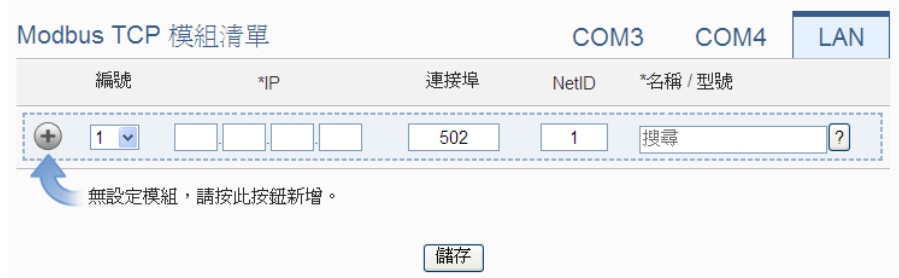 Modbus TCP 模組清單 COM3 COM4 LAN
編號 *IP 連接埠 NetID *名稱 / 型號
1 . . . 502 1 搜尋 ?
無設定模組，請按此按鈕新增。
儲存